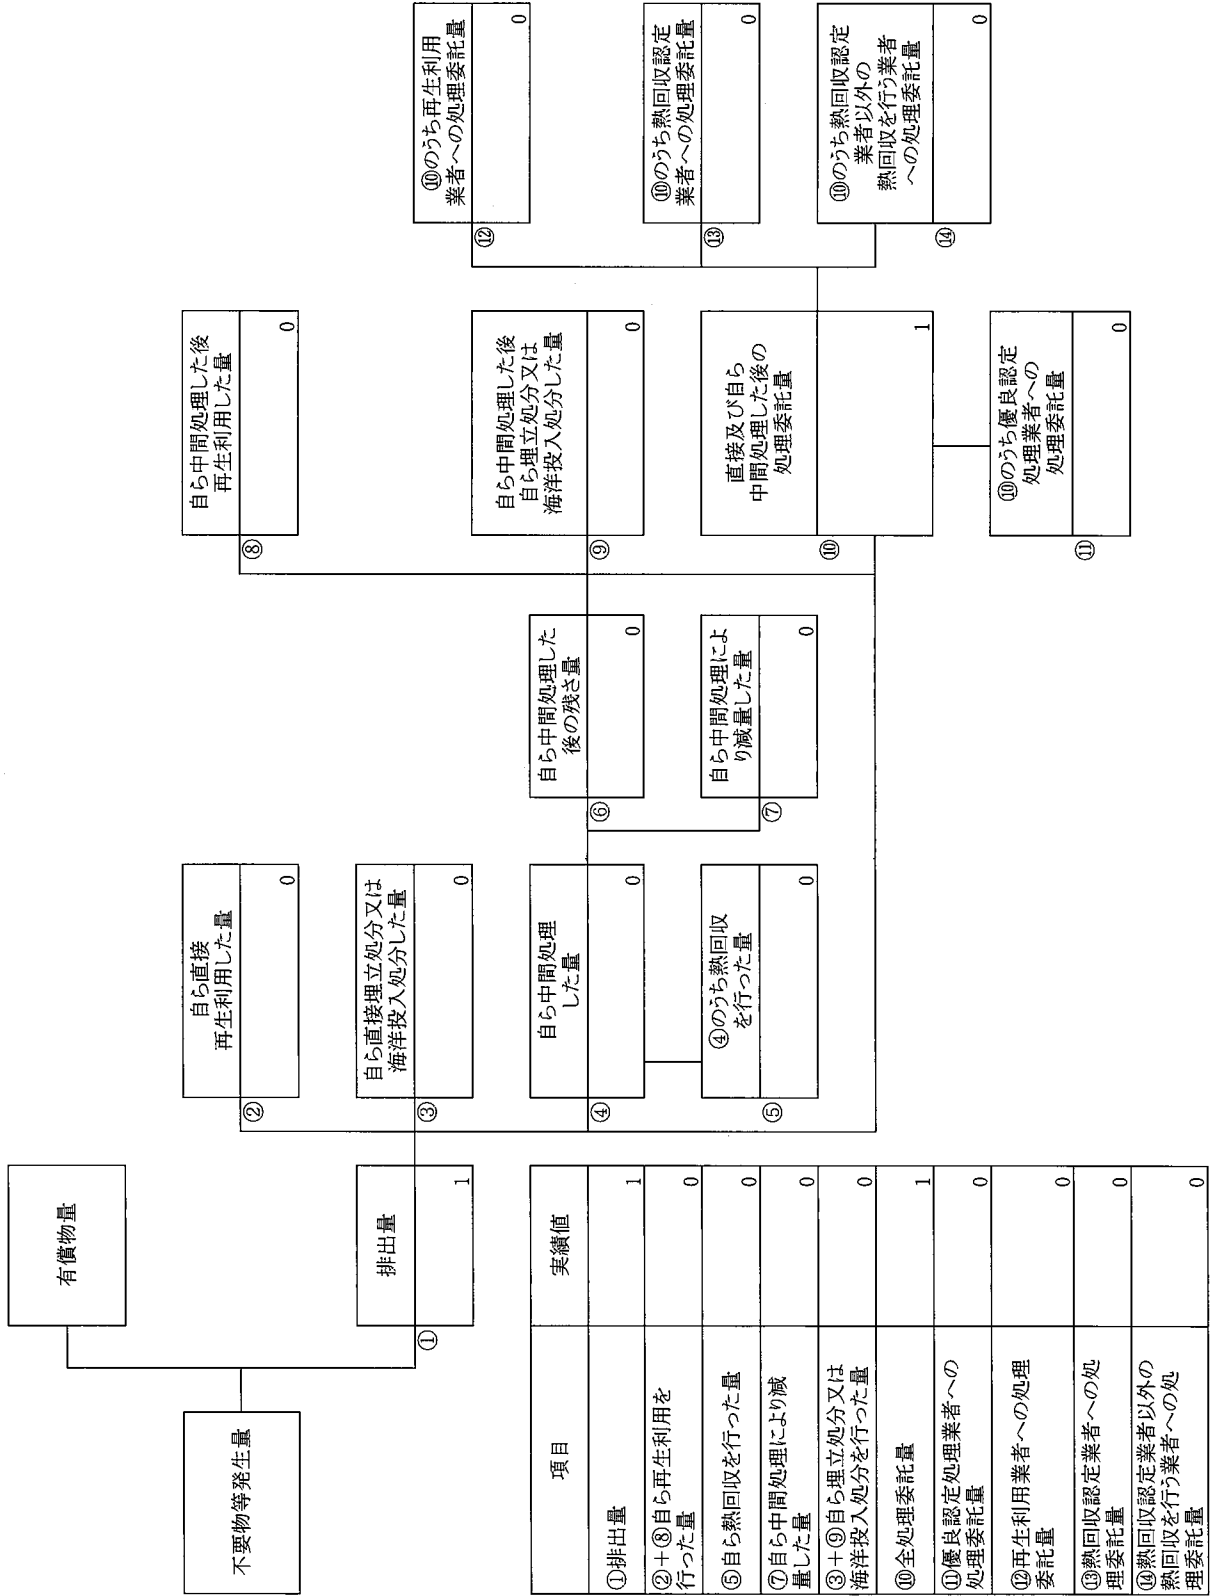 不要物等発生量
有償物量
①
排出量
1
②
自ら直接
再生利用した量
0
③
自ら直接埋立処分又は
海洋投入処分した量
0
④
自ら中間処理
した量
0
⑤
④のうち熱回収
を行った量
0
⑥
自ら中間処理した
後の残さ量
0
⑦
自ら中間処理によ
り減量した量
0
⑧
自ら中間処理した後
再生利用した量
0
⑨
自ら中間処理した後
自ら埋立処分又は
海洋投入処分した量
0
⑩
直接及び自ら
中間処理した後の
処理委託量
1
⑪
⑩のうち優良認定
処理業者への
処理委託量
0
⑫
⑩のうち再生利用
業者への処理委託量
0
⑬
⑩のうち熱回収認定
業者への処理委託量
0
⑭
⑩のうち熱回収認定
業者以外の
熱回収を行う業者
への処理委託量
0
項目 実績値
①排出量 1
②+⑧自ら再生利用を
行った量 0
⑤自ら熱回収を行った量 0
⑦自ら中間処理により減
量した量 0
③+⑨自ら埋立処分又は
海洋投入処分を行った量 0
⑩全処理委託量 1
⑪優良認定処理業者への
処理委託量 0
⑫再生利用業者への処理
委託量 0
⑬熱回収認定業者への処
理委託量 0
⑭熱回収認定業者以外の
熱回収を行う業者への処
理委託量 0